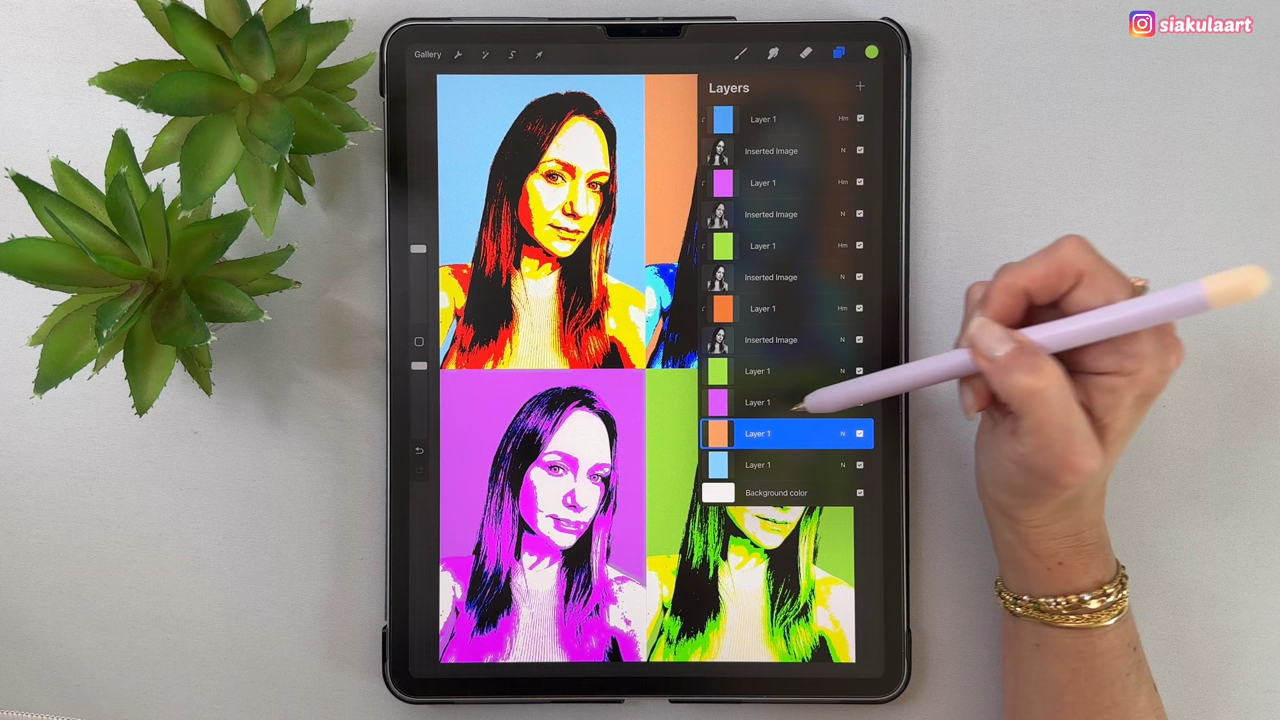 siakulaart
Gallery
Layers
Layer 1 Hm
Inserted Image N
Layer 1 Hm
Inserted Image N
Layer 1 Hm
Inserted Image N
Layer 1 Hm
Inserted Image N
Layer 1 N
Layer 1
Layer 1 N
Layer 1 N
Background color